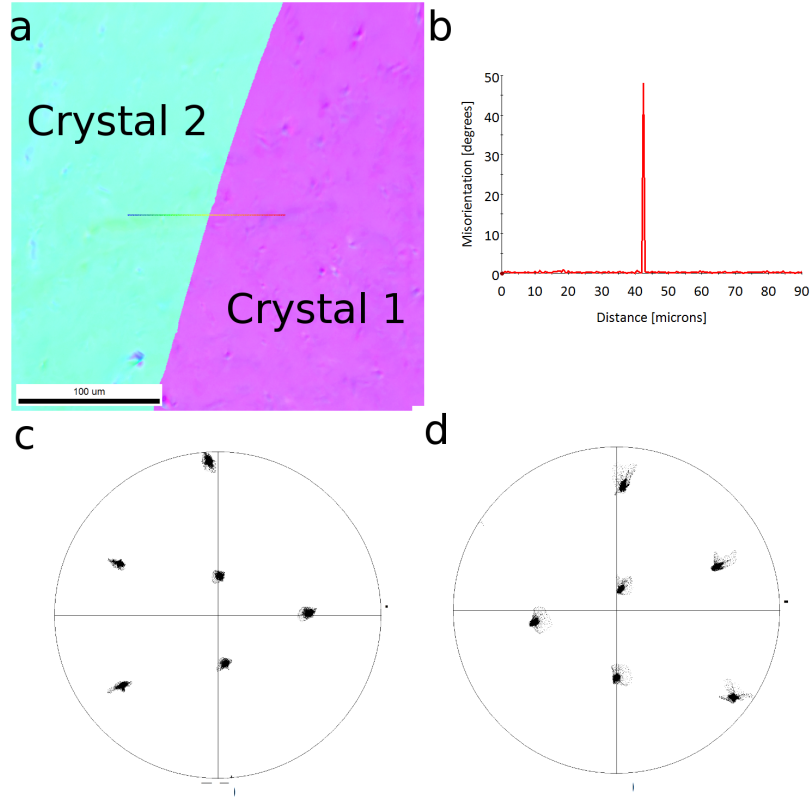 a
b
Crystal 2
Crystal 1
100 um
50
40
30
20
10
0
Misorientation [degrees]
0 10 20 30 40 50 60 70 80 90
Distance [microns]
c
d